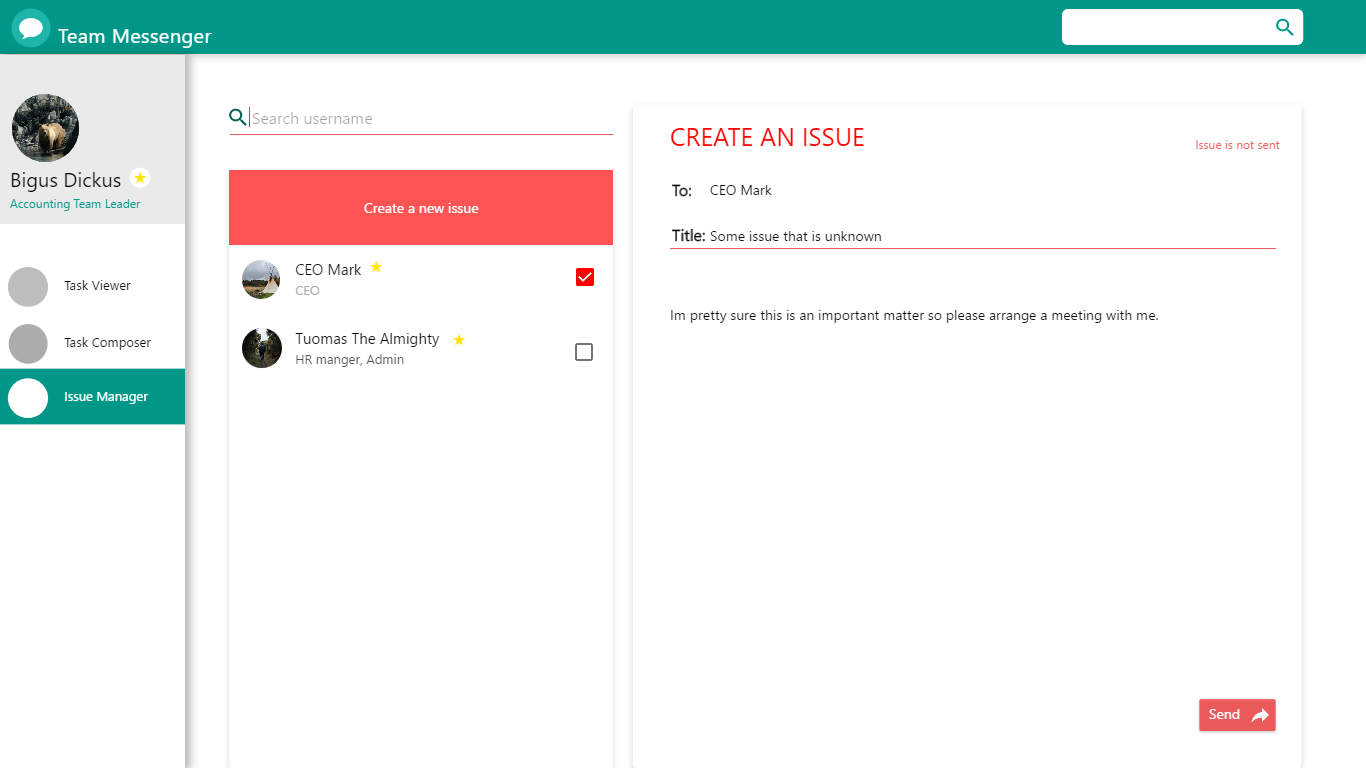 Team Messenger
Bigus Dickus
Accounting Team Leader
Task Viewer
Task Composer
Issue Manager
Search username
Create a new issue
CEO Mark
CEO
Tuomas The Almighty
HR manger, Admin
CREATE AN ISSUE
Issue is not sent
To: CEO Mark
Title: Some issue that is unknown
Im pretty sure this is an important matter so please arrange a meeting with me.
Send